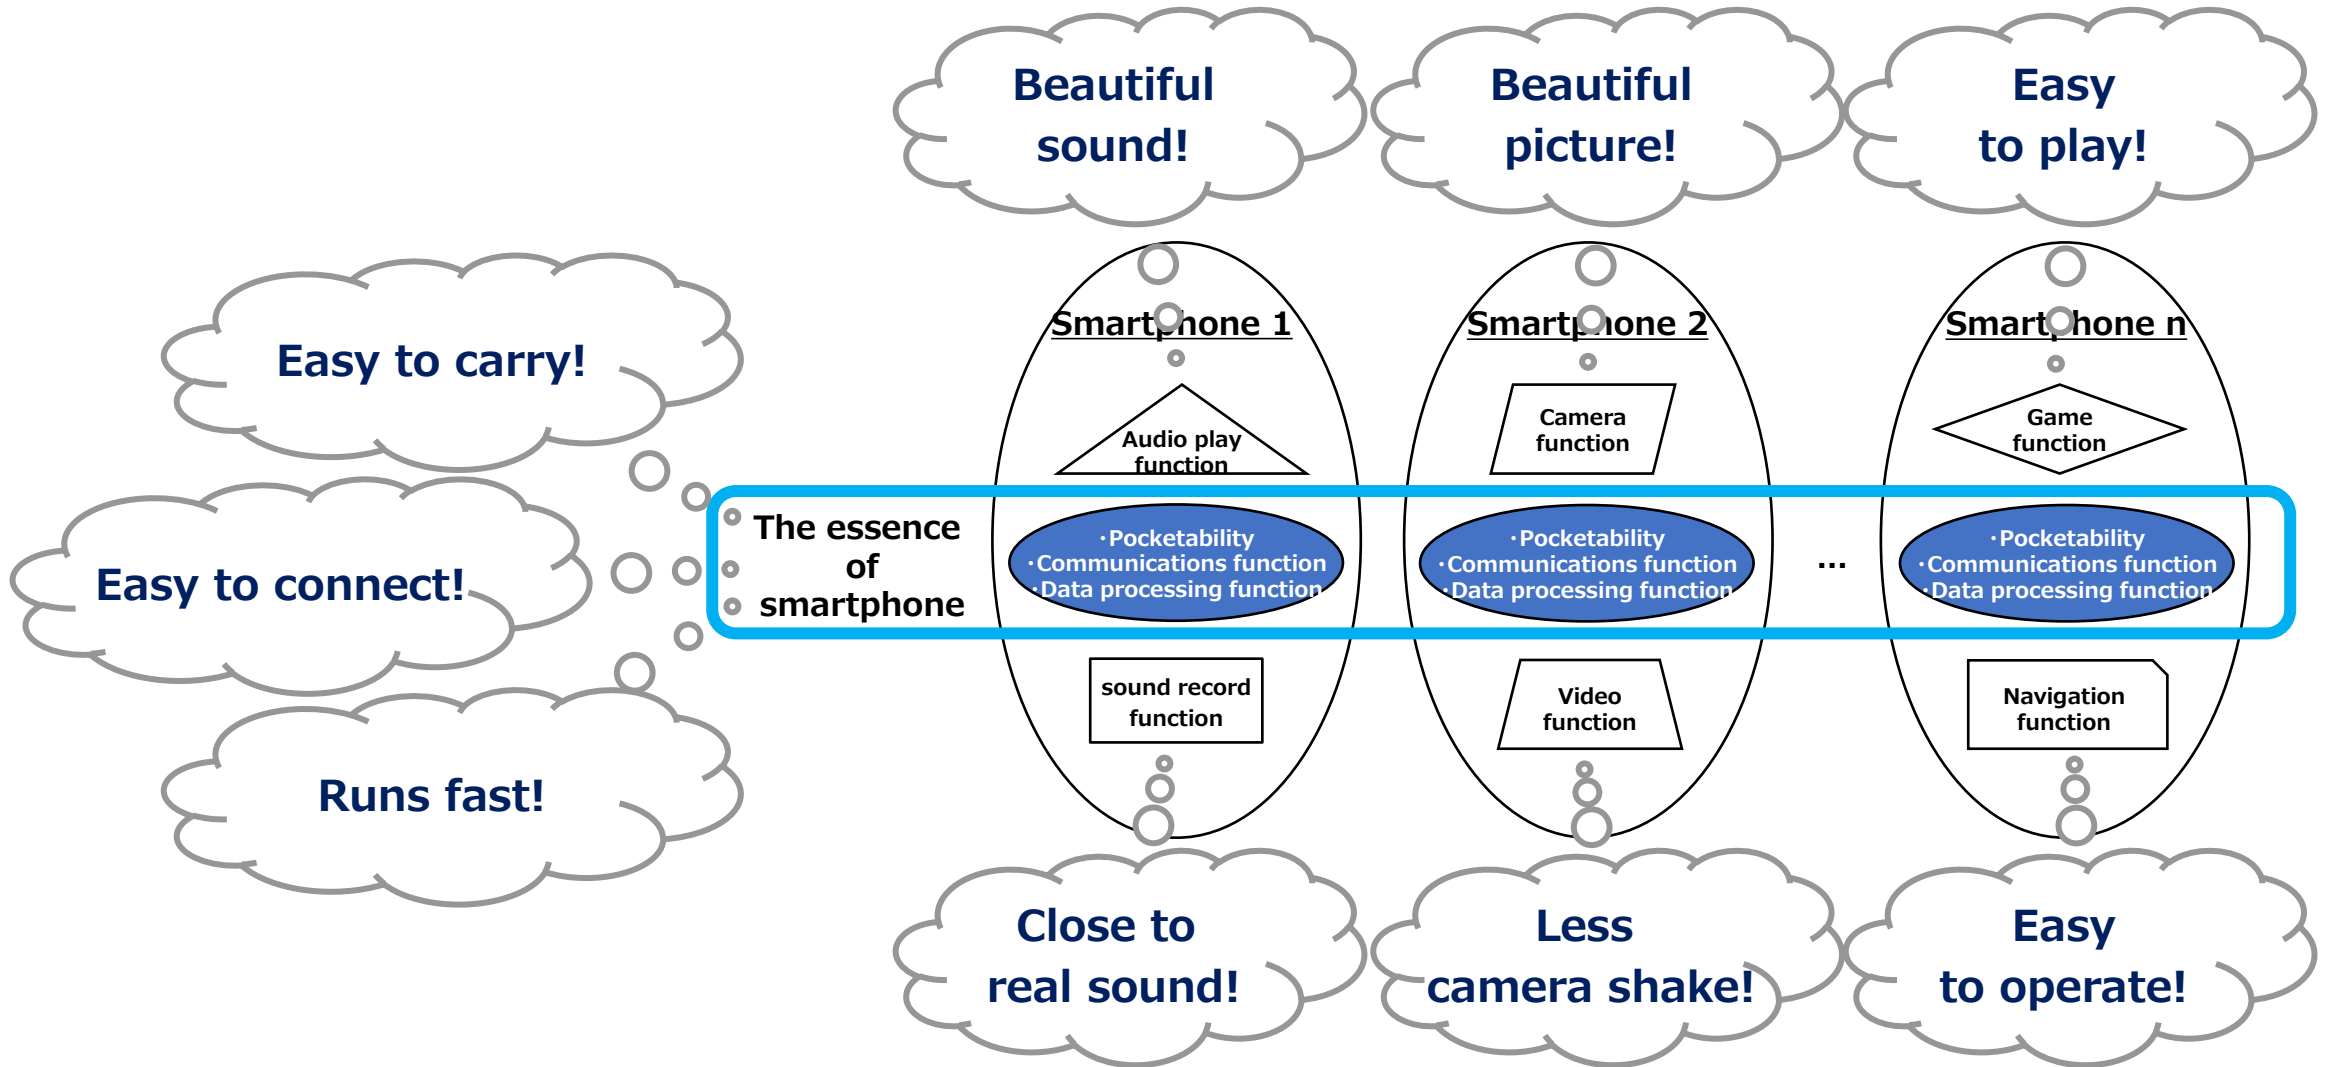 Beautiful
sound!
Beautiful
picture!
Easy
to play!
Easy to carry!
Easy to connect!
Runs fast!
Smartphone 1
Smartphone 2
Smartphone n
Audio play
function
Camera
function
Game
function
The essence
of
smartphone
・Pocketability
・Communications function
・Data processing function
・Pocketability
・Communications function
・Data processing function
...
・Pocketability
・Communications function
・Data processing function
sound record
function
Video
function
Navigation
function
Close to
real sound!
Less
camera shake!
Easy
to operate!